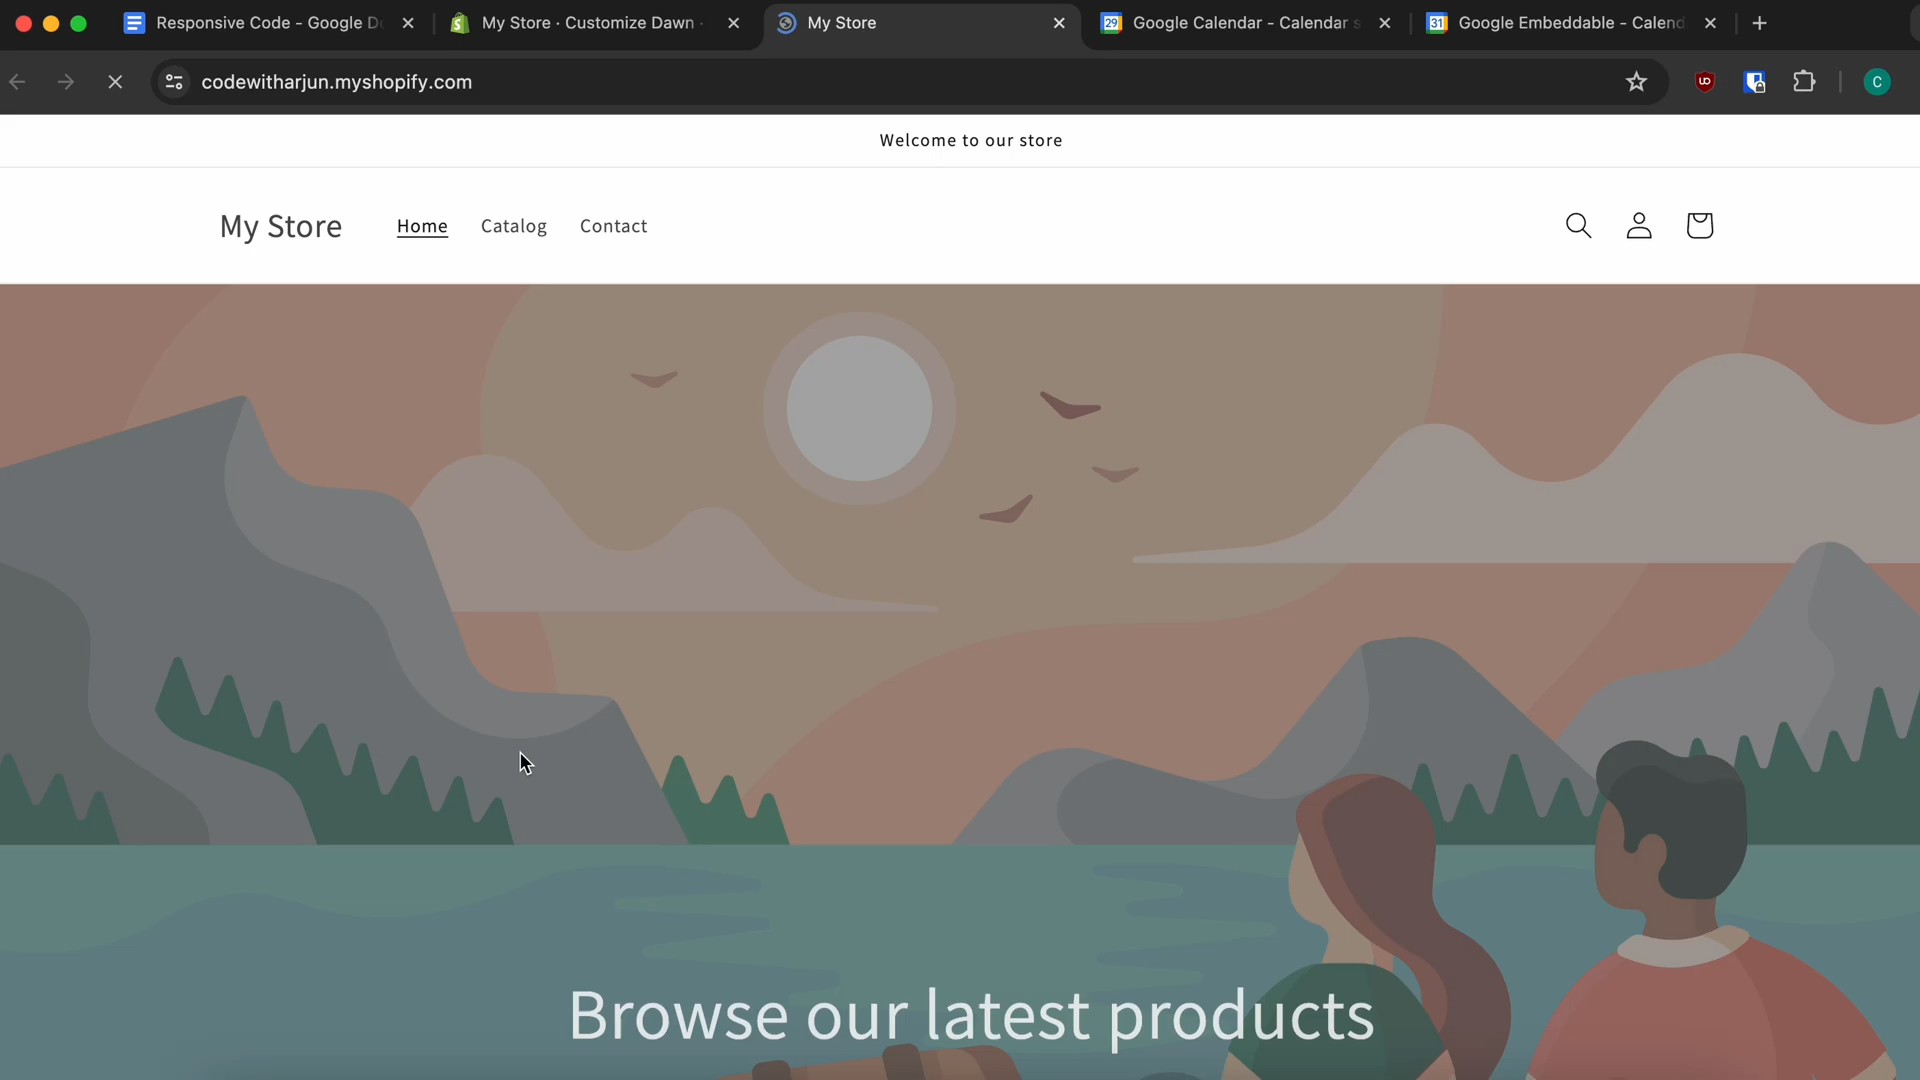 Responsive Code - Google Do
My Store · Customize Dawn ·
My Store
Google Calendar - Calendar s
Google Embeddable - Calend
codewitharjun.myshopify.com
C
Welcome to our store
My Store
Home
Catalog
Contact
Browse our latest products